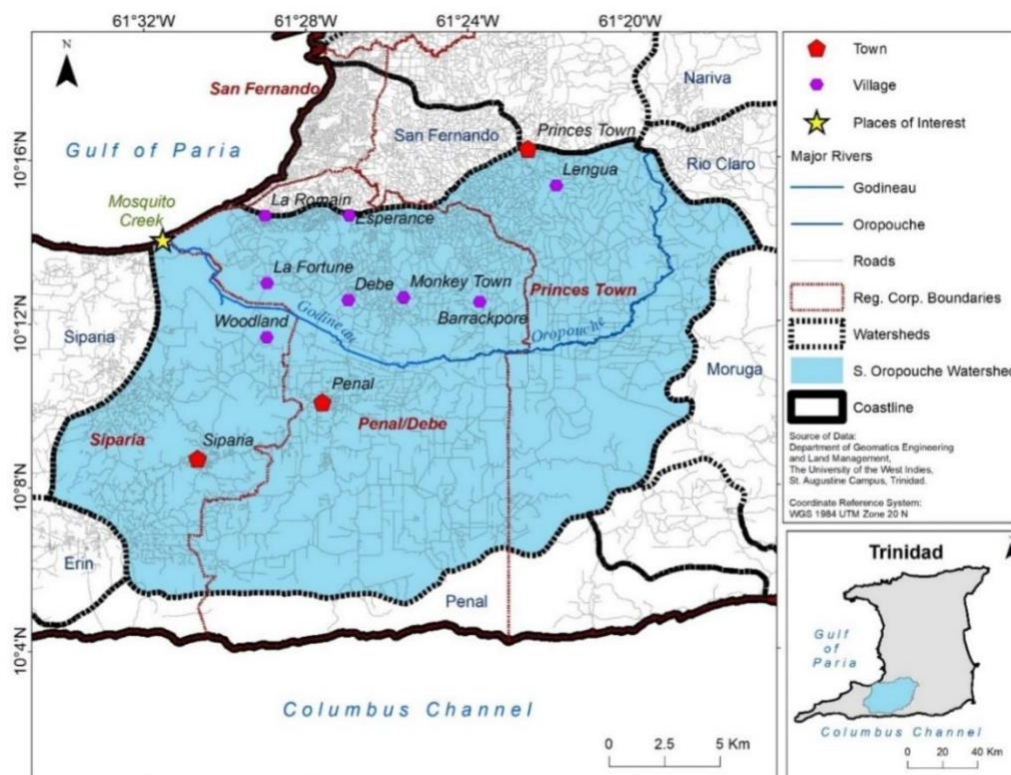 61°32'W
61°28'W
61°24'W
61°20'W
10°16'N
10°12'N
10°8'N
10°4'N
N
San Fernando
Gulf of Paria
San Fernando
Princes Town
Nariva
Rio Claro
Lengua
Mosquito
Creek
La Romain
Esperance
La Fortune
Debe
Monkey Town
Princes Town
Barrackpore
Woodland
Godineau
Oropouche
Siparia
Moruga
Penal
Penal/Debe
Siparia
Siparia
Erin
Penal
Columbus Channel
0 2.5 5 Km
Town
Village
Places of Interest
Major Rivers
Godineau
Oropouche
Roads
Reg. Corp. Boundaries
Watersheds
S. Oropouche Watershed
Coastline
Source of Data:
Department of Geomatics Engineering
and Land Management,
The University of the West Indies,
St. Augustine Campus, Trinidad.
Coordinate Reference System:
WGS 1984 UTM Zone 20 N
Trinidad
Gulf
of
Paria
Columbus Channel
0 20 40 Km